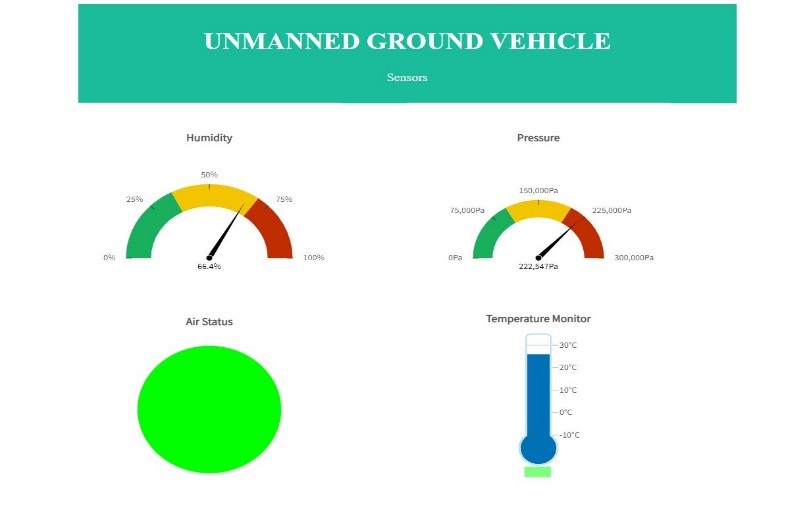 UNMANNED GROUND VEHICLE
Sensors
Humidity
50%
25%
75%
0%
100%
66.4%
Pressure
150,000Pa
75,000Pa
225,000Pa
0Pa
300,000Pa
222,547Pa
Air Status
Temperature Monitor
30°C
20°C
10°C
0°C
-10°C